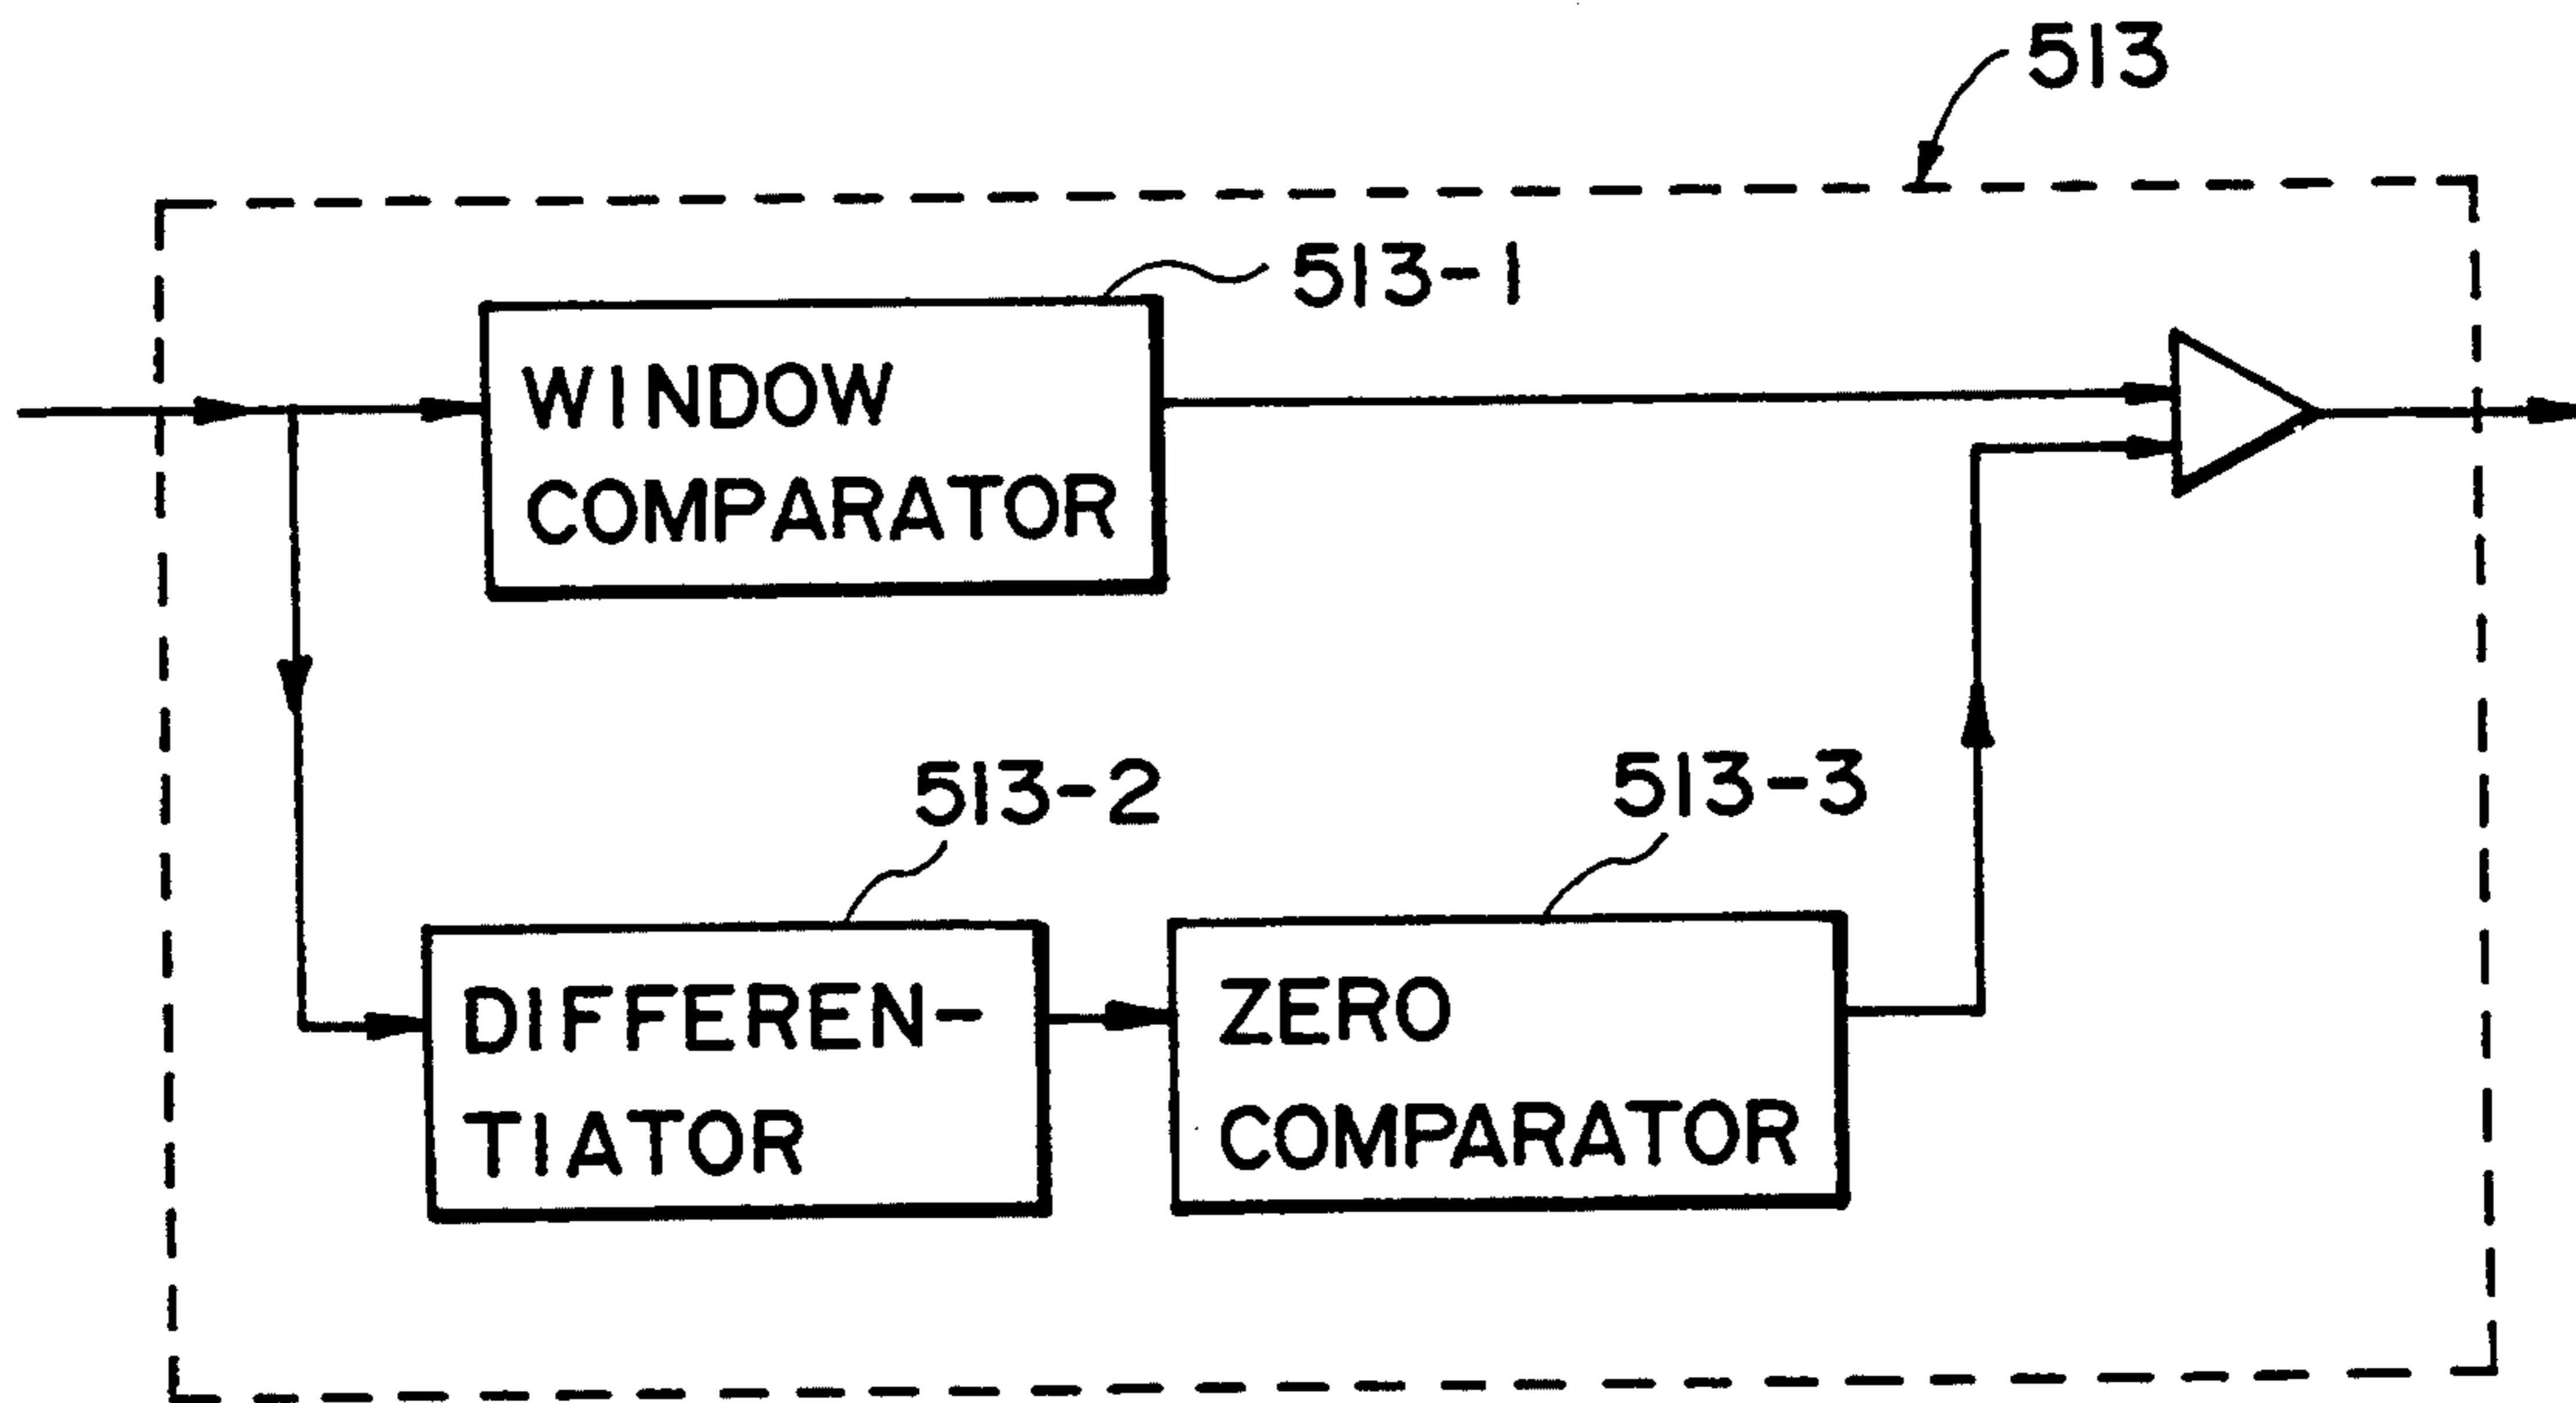 513
513-1
WINDOW
COMPARATOR
513-2
513-3
DIFFEREN-
TIATOR
ZERO
COMPARATOR